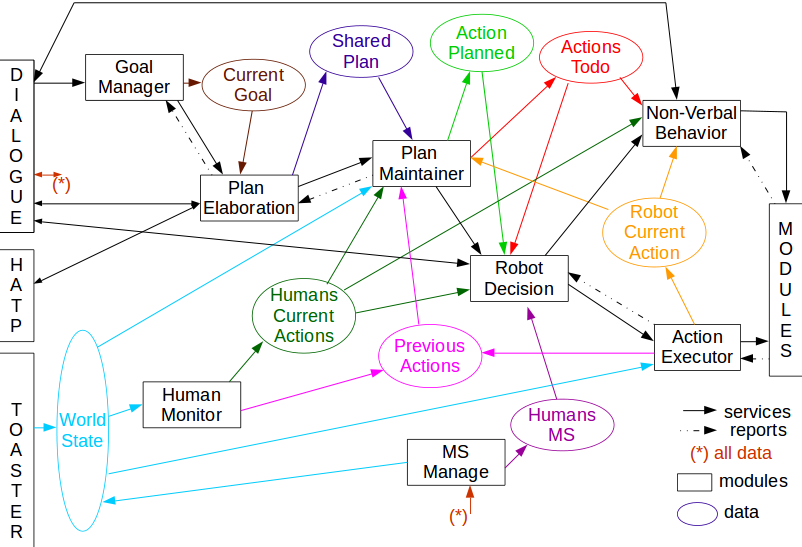 DIALOGUE
Goal
Manager
Current
Goal
Shared
Plan
Action
Planned
Actions
Todo
Non-Verbal
Behavior
Plan
Maintainer
(*)
Plan
Elaboration
Robot
Current
Action
MODULES
HATP
Robot
Decision
Humans
Current
Actions
Previous
Actions
Action
Executor
TOASTER
World
State
Human
Monitor
Humans
MS
MS
Manage
(*)
services
reports
(*) all data
modules
data